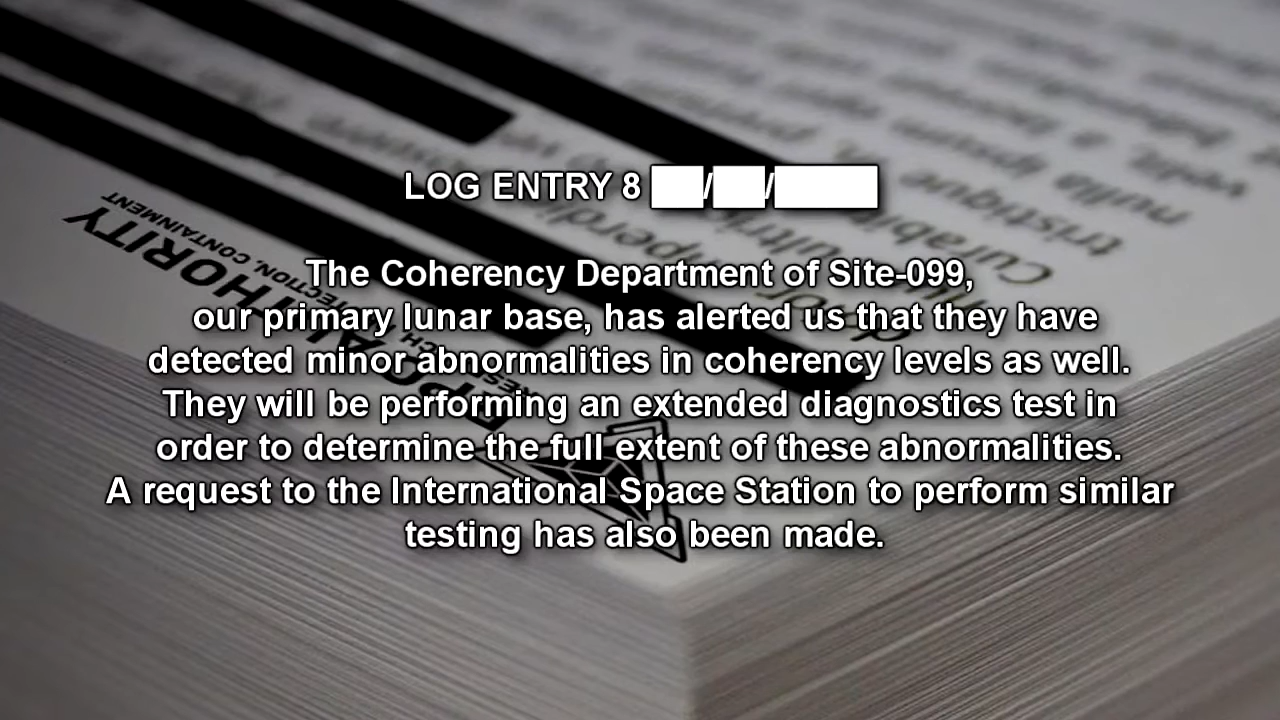 LOG ENTRY 8 ██/██/████
The Coherency Department of Site-099,
our primary lunar base, has alerted us that they have
detected minor abnormalities in coherency levels as well.
They will be performing an extended diagnostics test in
order to determine the full extent of these abnormalities.
A request to the International Space Station to perform similar
testing has also been made.
AUTHORITY